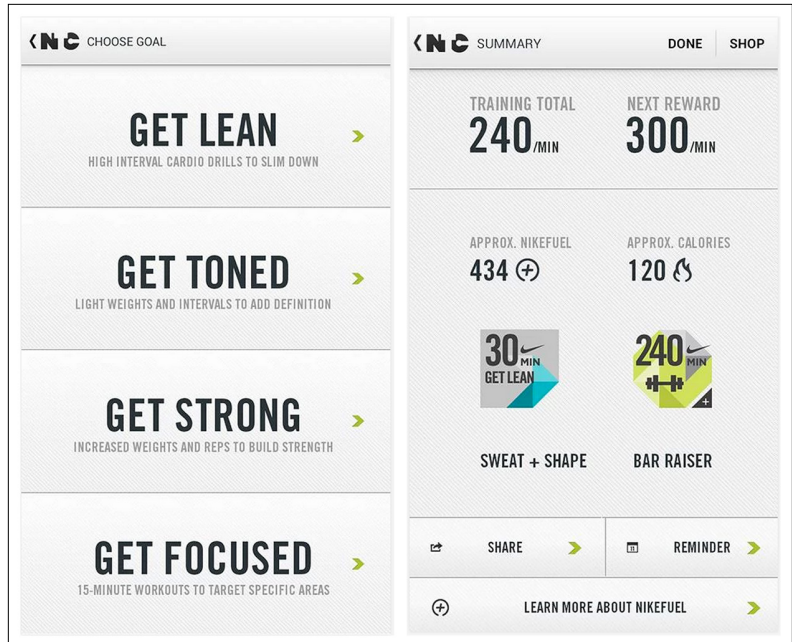 NTC CHOOSE GOAL
GET LEAN
HIGH INTERVAL CARDIO DRILLS TO SLIM DOWN
GET TONED
LIGHT WEIGHTS AND INTERVALS TO ADD DEFINITION
GET STRONG
INCREASED WEIGHTS AND REPS TO BUILD STRENGTH
GET FOCUSED
15-MINUTE WORKOUTS TO TARGET SPECIFIC AREAS
NTC SUMMARY DONE SHOP
TRAINING TOTAL NEXT REWARD
240/MIN 300/MIN
APPROX. NIKEFUEL APPROX. CALORIES
434 120
30 MIN 240 MIN
GET LEAN
SWEAT + SHAPE BAR RAISER
SHARE REMINDER
LEARN MORE ABOUT NIKEFUEL